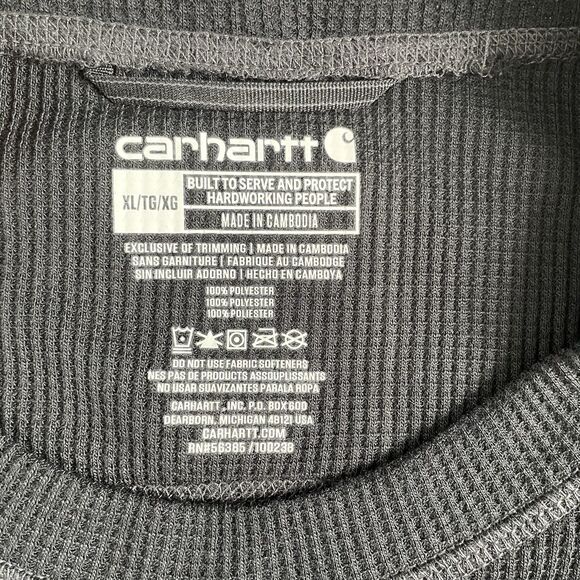 carhartt
XL/TG/XG
BUILT TO SERVE AND PROTECT
HARDWORKING PEOPLE
MADE IN CAMBODIA
EXCLUSIVE OF TRIMMING | MADE IN CAMBODIA
SANS GARNITURE | FABRIQUE AU CAMBODGE
SIN INCLUIR ADORNO | HECHO EN CAMBOYA
100% POLYESTER
100% POLYESTER
100% POLYESTER
DO NOT USE FABRIC SOFTENERS
NES PAS DE PRODUCTS ASSOUPLISSANTS
NO USAR SUAVIZANTES PARALA ROPA
CARHARTT, INC. P.O. BOX 600
DEARBORN, MICHIGAN 48121 USA
CARHARTT.COM
RN#56385 /100238